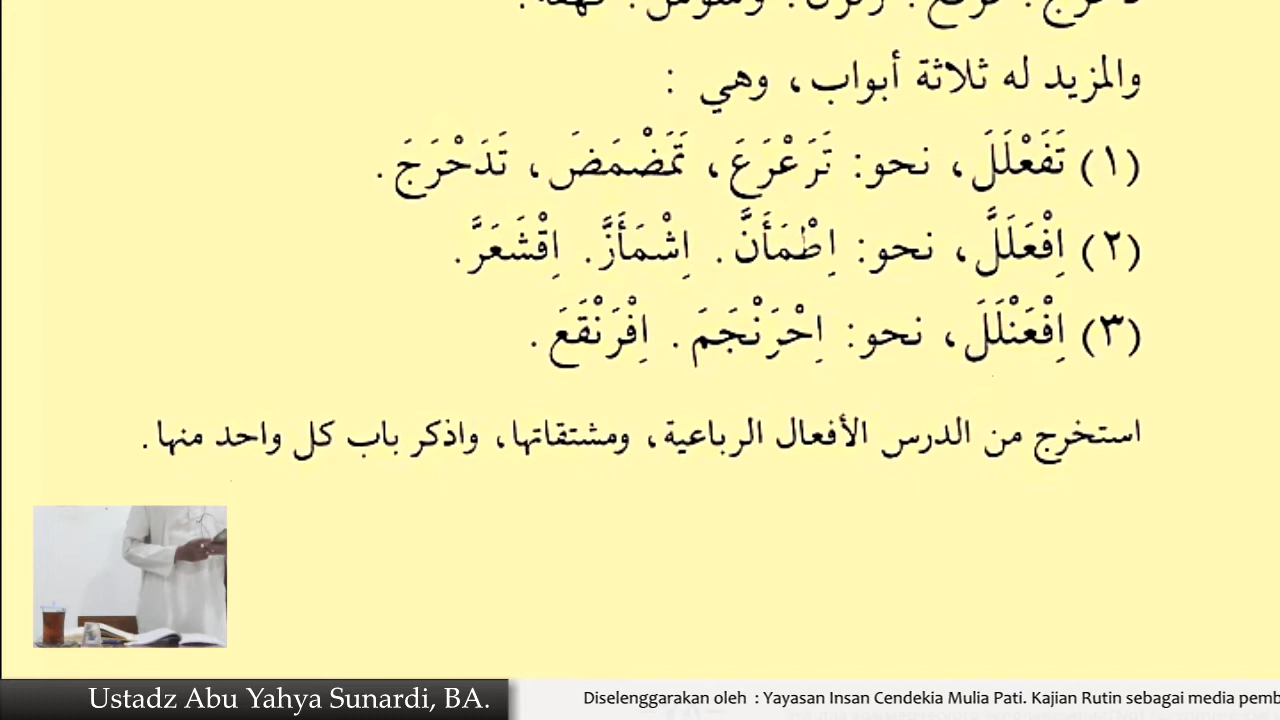 والمزيد له ثلاثة أبواب، وهي :
(١) تَفَعْلَلَ، نحو: تَرَعْرَعَ، تَمَضْمَضَ، تَدَحْرَجَ.
(٢) اِفْعَلَلَّ، نحو: اِطْمَأَنَّ. اِشْمَأَزَّ. اِقْشَعَرَّ.
(٣) اِفْعَنْلَلَ، نحو: اِحْرَنْجَمَ. اِفْرَنْقَعَ.
استخرج من الدرس الأفعال الرباعية، ومشتقاتها، واذكر باب كل واحد منها.
Ustadz Abu Yahya Sunardi, BA.
Diselenggarakan oleh : Yayasan Insan Cendekia Mulia Pati. Kajian Rutin sebagai media pemb